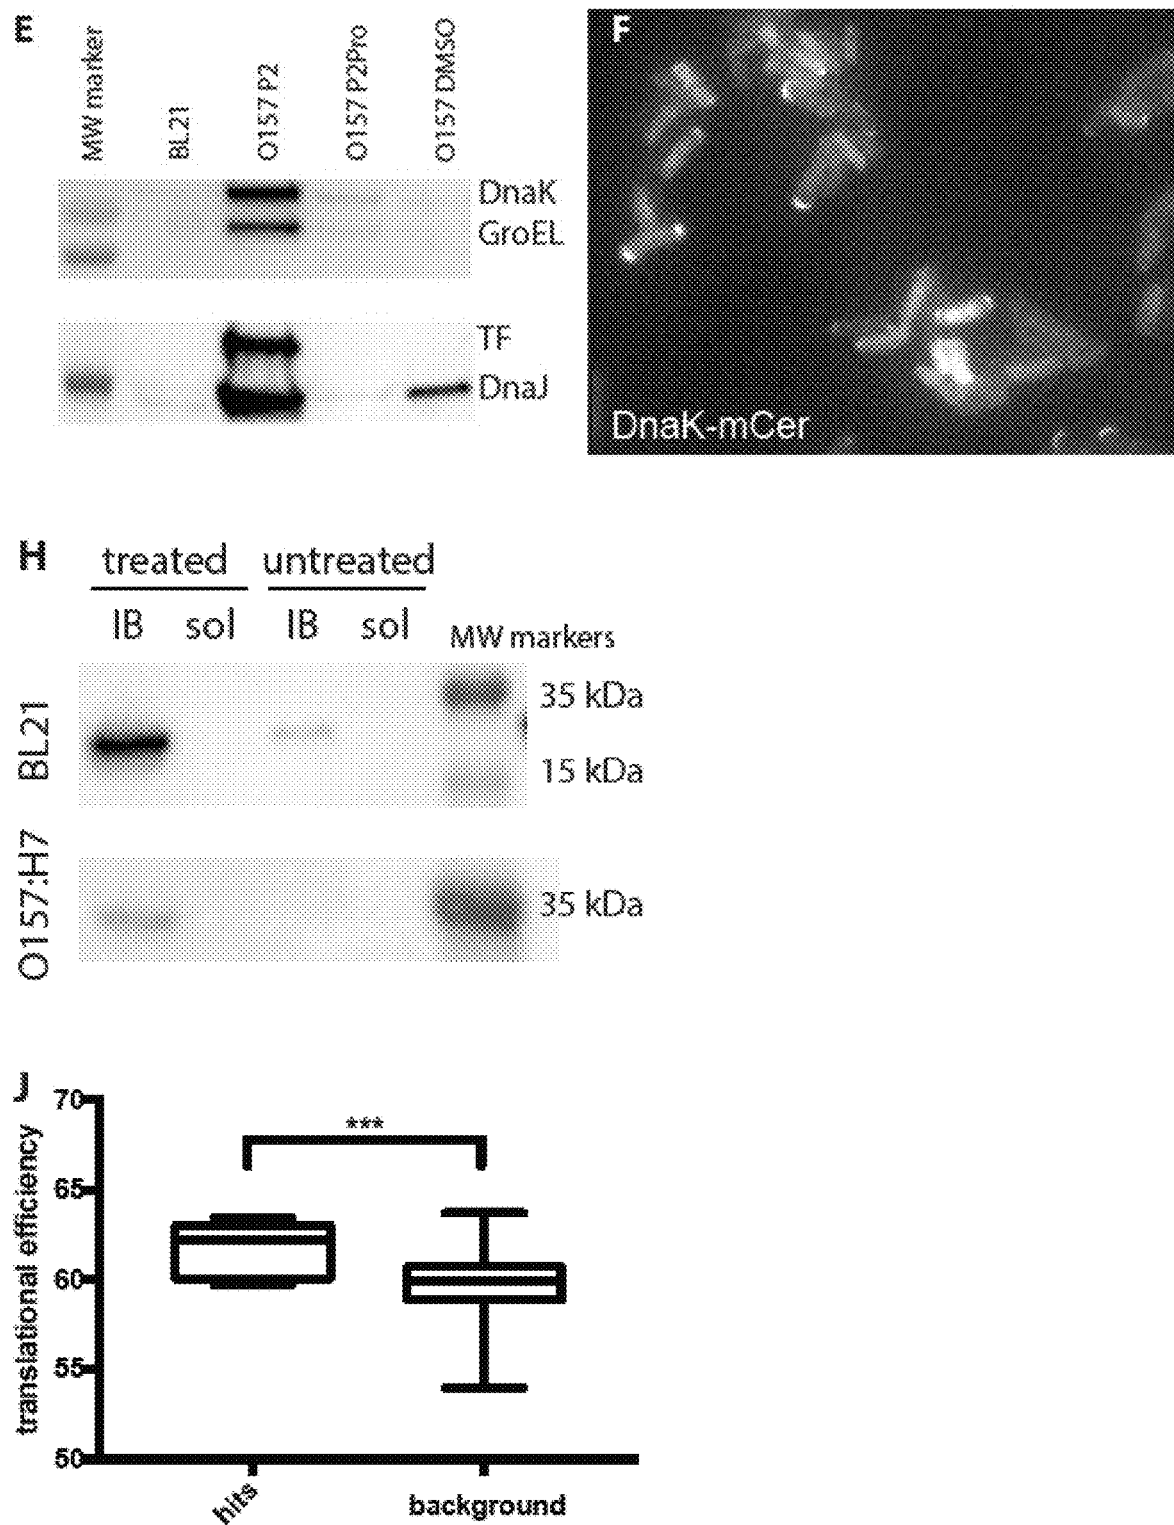 E
MW marker
BL21
O157 P2
O157 P2Pro
O157 DMSO
DnaK
GroEL
TF
DnaJ
F
DnaK-mCer
H
treated untreated
IB sol IB sol
MW markers
BL21
35 kDa
15 kDa
O157:H7
35 kDa
J
translational efficiency
70
65
60
55
50
***
hits
background